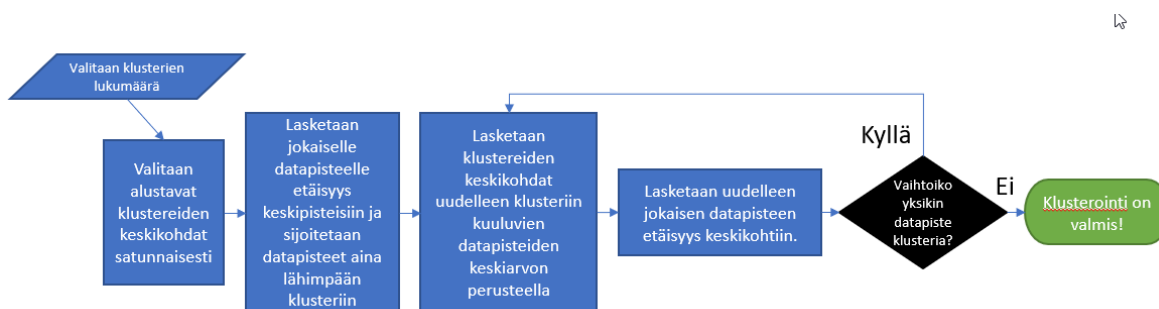 Valitaan klusterien
lukumäärä
Valitaan
alustavat
klustereiden
keskikohdat
satunnaisesti
Lasketaan
jokaiselle
datapisteelle
etäisyys
keskipisteisiin ja
sijoitetaan
datapisteet aina
lähimpään
klusteriin
Lasketaan
klustereiden
keskikohdat
uudelleen klusteriin
kuuluvien
datapisteiden
keskiarvon
perusteella
Lasketaan uudelleen
jokaisen datapisteen
etäisyys keskikohtiin.
Kyllä
Vaihtoiko
yksikin
datapiste
klusteria?
Ei
Klusterointi on
valmis!